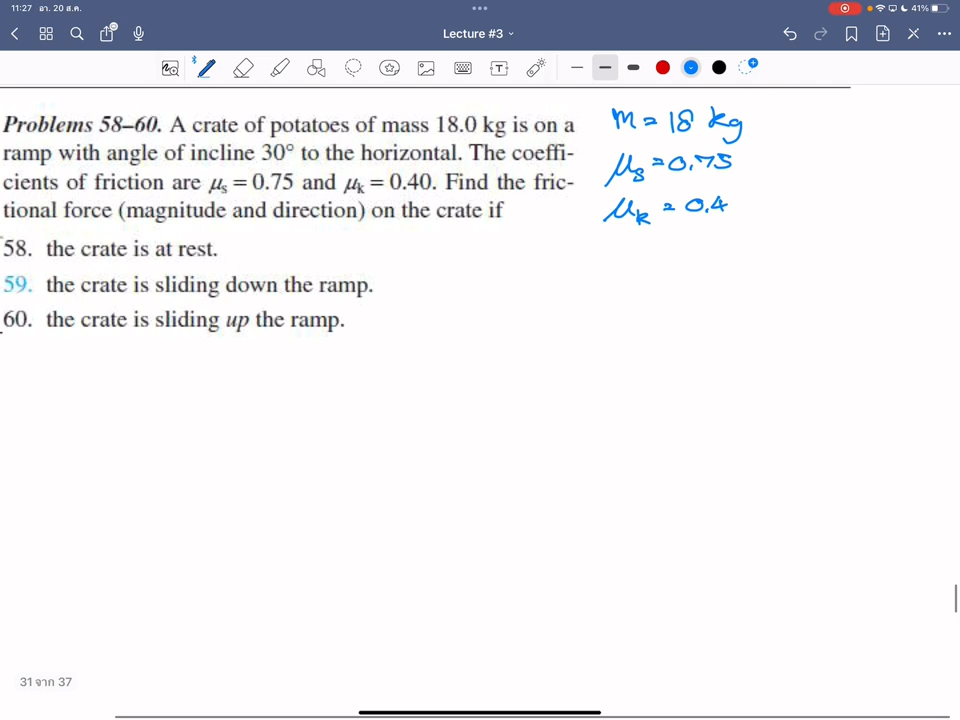 11:27 อา. 20 ส.ค.
41%
Lecture #3
Problems 58–60. A crate of potatoes of mass 18.0 kg is on a
ramp with angle of incline 30° to the horizontal. The coeffi-
cients of friction are μs = 0.75 and μk = 0.40. Find the fric-
tional force (magnitude and direction) on the crate if
58. the crate is at rest.
59. the crate is sliding down the ramp.
60. the crate is sliding up the ramp.
m = 18 kg
μs = 0.75
μk = 0.4
31 จาก 37